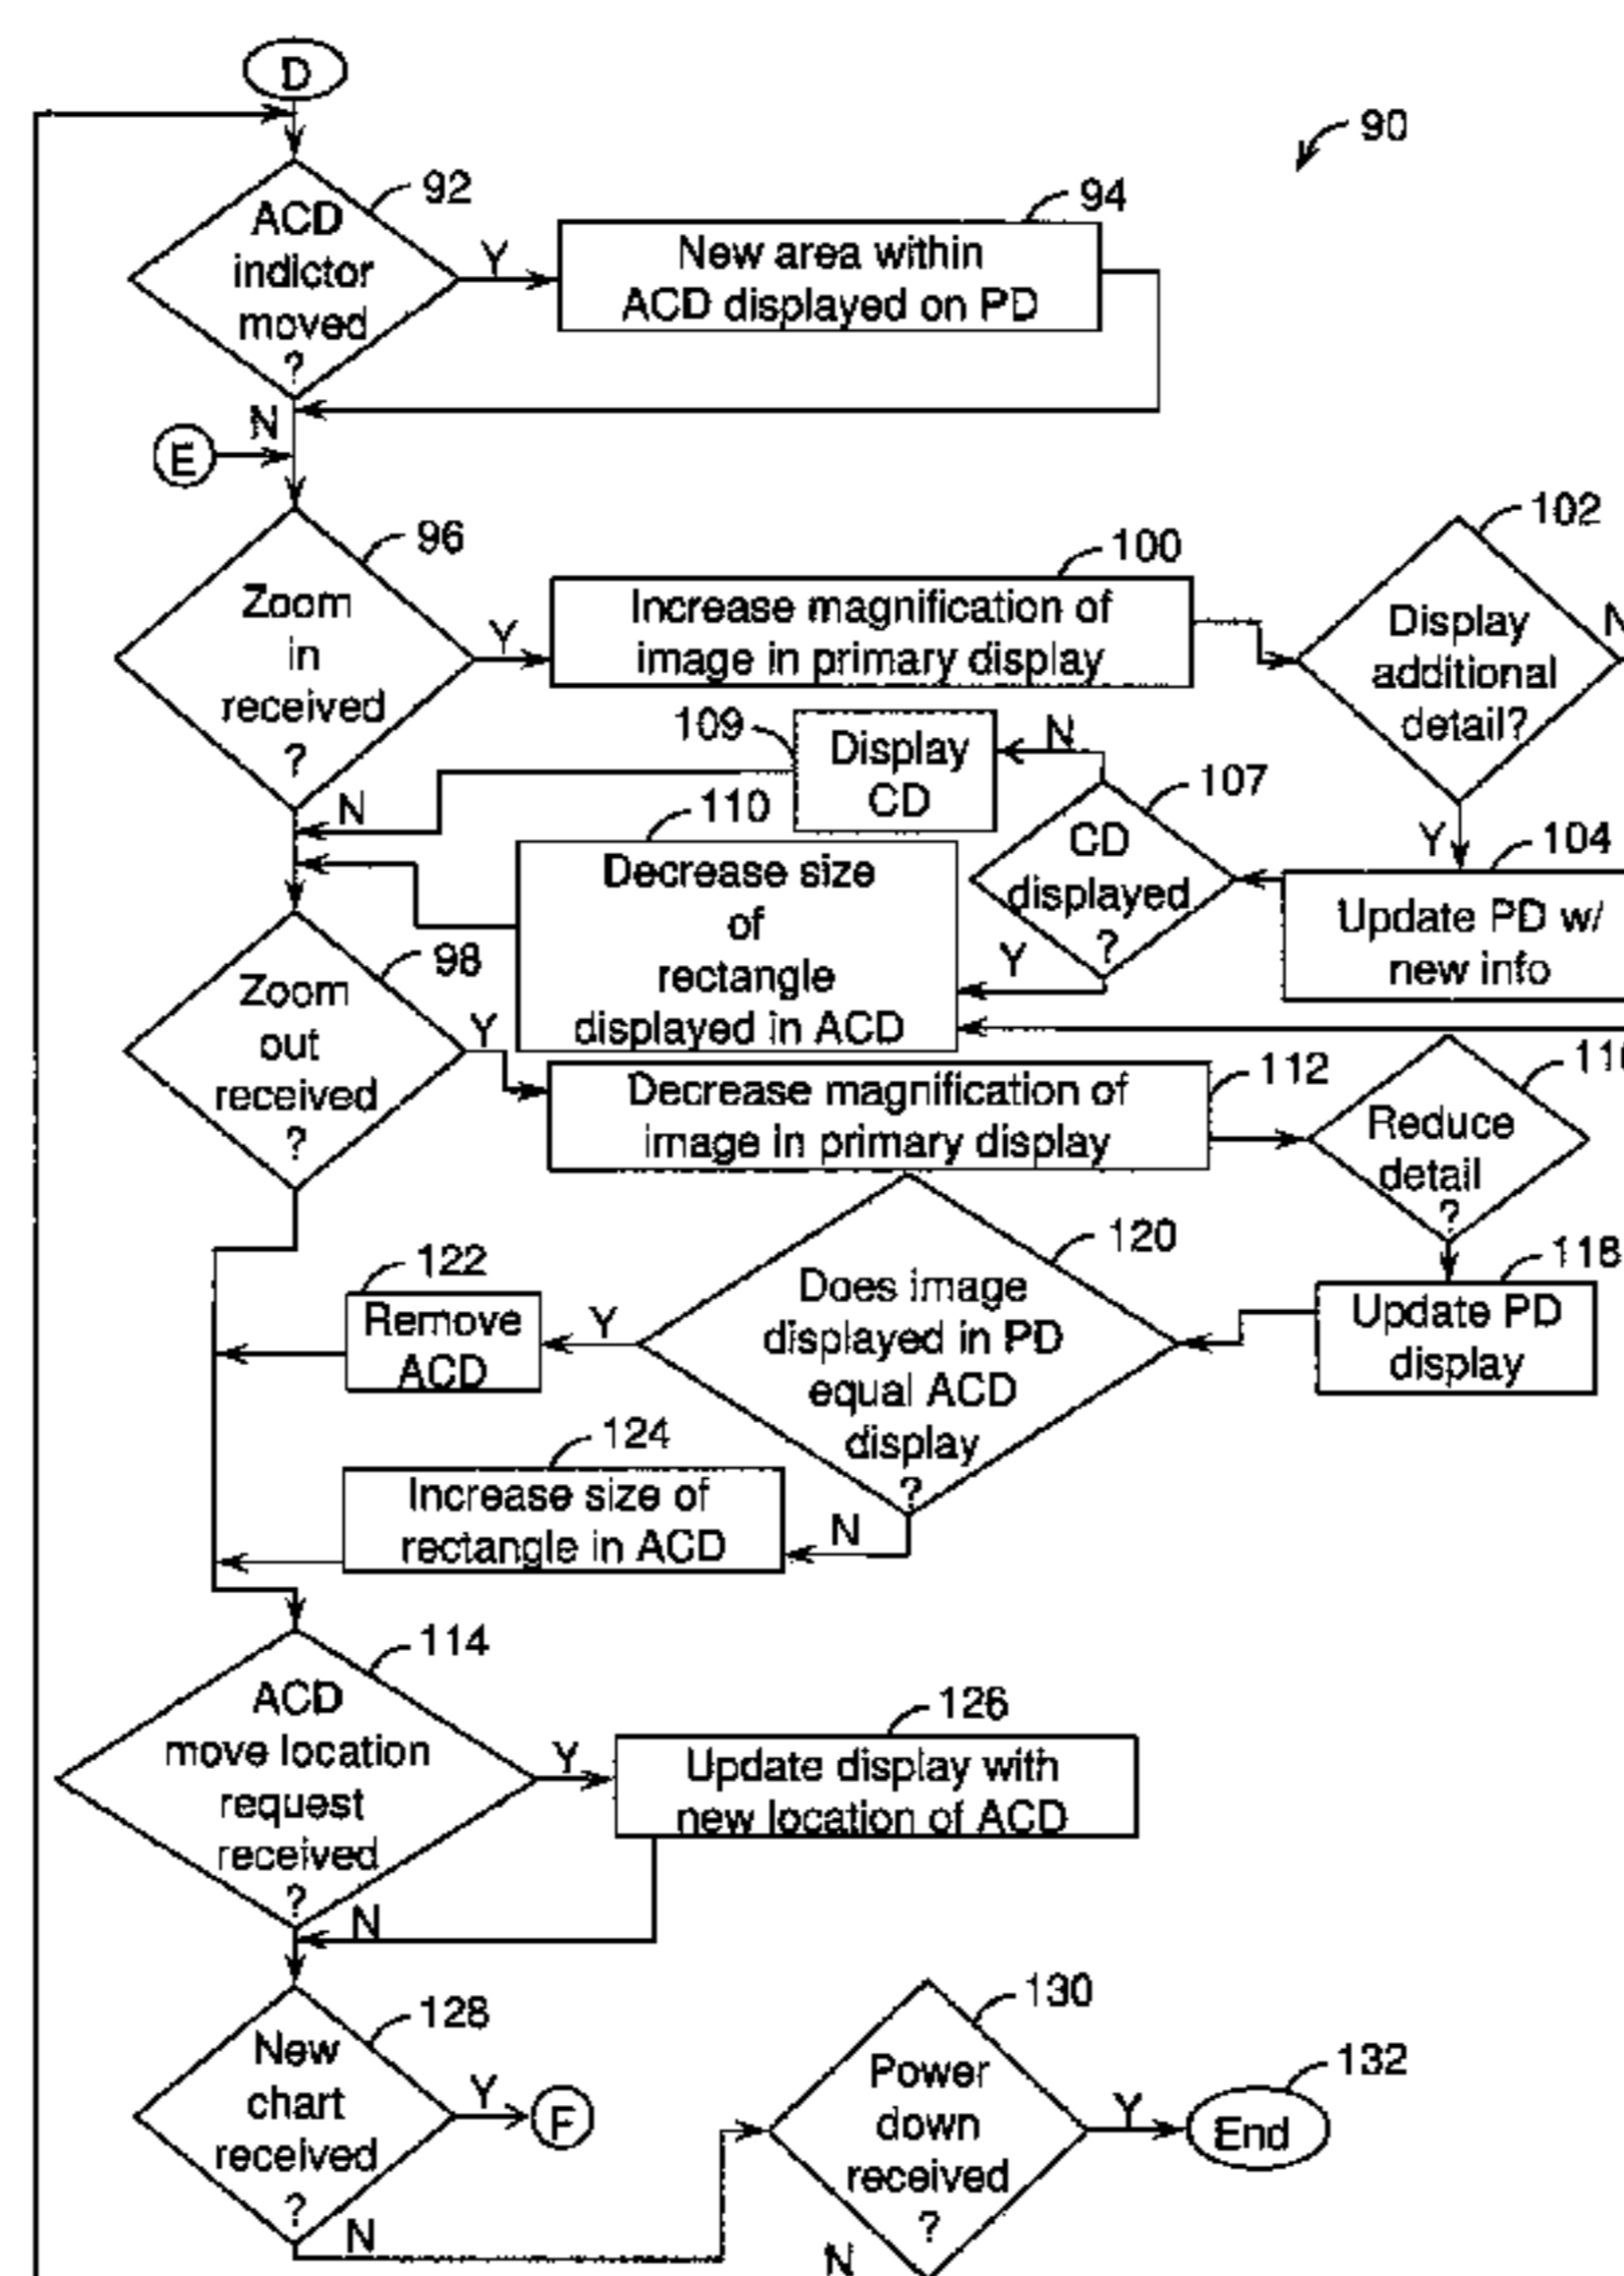 D
90
92
ACD
indictor
moved
?
Y
94
New area within
ACD displayed on PD
N
E
96
Zoom
in
received
?
Y
100
Increase magnification of
image in primary display
102
Display
additional
detail?
N
Y
104
Update PD w/
new info
107
CD
displayed
?
N
109
Display
CD
Y
110
Decrease size
of
rectangle
displayed in ACD
N
98
Zoom
out
received
?
Y
112
Decrease magnification of
image in primary display
Reduce
detail
?
118
Update PD
display
120
Does image
displayed in PD
equal ACD
display
?
Y
122
Remove
ACD
N
124
Increase size of
rectangle in ACD
114
ACD
move location
request
received
?
Y
126
Update display with
new location of ACD
N
128
New
chart
received
?
Y
F
N
130
Power
down
received
?
Y
132
End
N